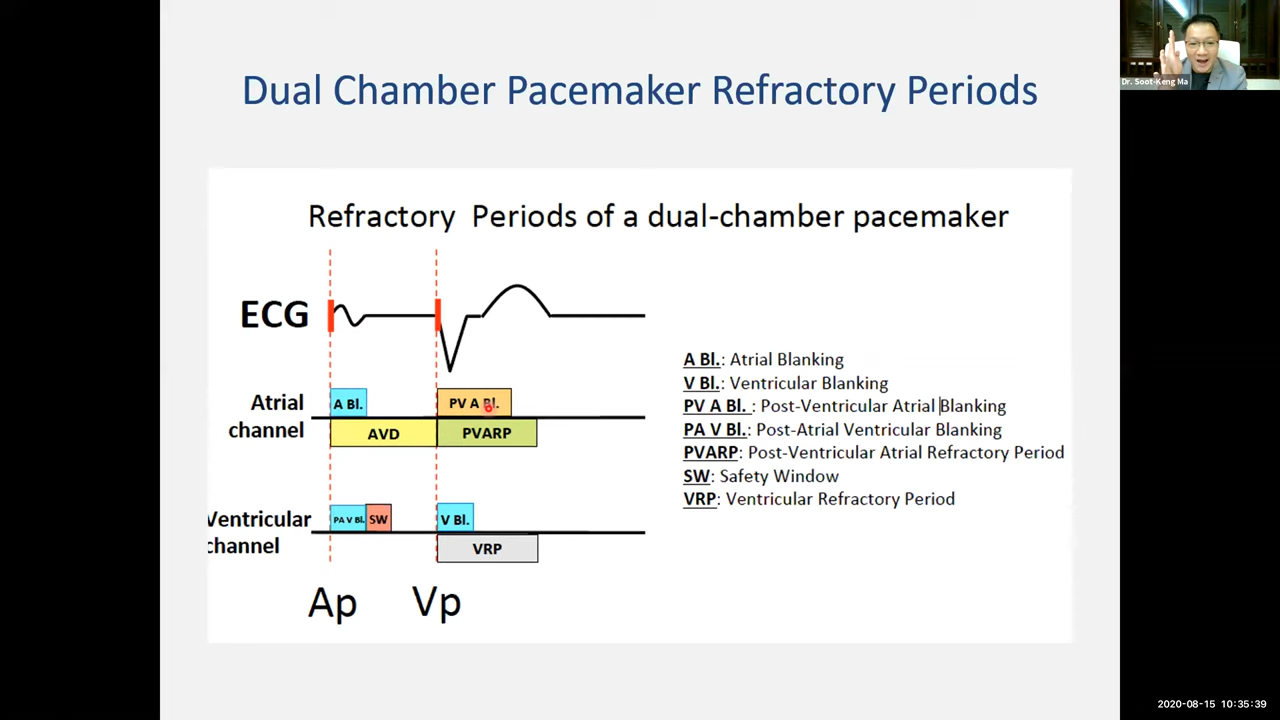 Dual Chamber Pacemaker Refractory Periods
Dr. Soot-Keng Ma
Refractory Periods of a dual-chamber pacemaker
ECG
A Bl.
PV A Bl.
Atrial
channel
AVD
PVARP
A Bl.: Atrial Blanking
V Bl.: Ventricular Blanking
PV A Bl. : Post-Ventricular Atrial Blanking
PA V Bl.: Post-Atrial Ventricular Blanking
PVARP: Post-Ventricular Atrial Refractory Period
SW: Safety Window
VRP: Ventricular Refractory Period
Ventricular
channel
PA V Bl.
SW
V Bl.
VRP
Ap
Vp
2020-08-15 10:35:39